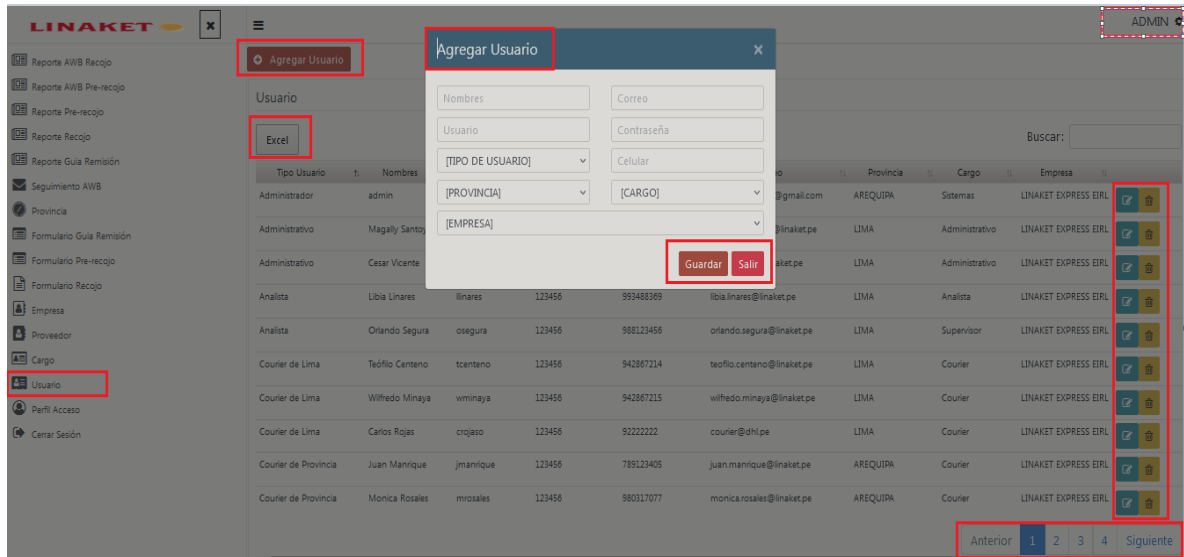 LINAKET
ADMIN
Reporte AWB Recojo
Reporte AWB Pre-recojo
Reporte Pre-recojo
Reporte Recojo
Reporte Guia Remisión
Seguimiento AWB
Provincia
Formulario Guia Remisión
Formulario Pre-recojo
Formulario Recojo
Empresa
Proveedor
Cargo
Usuario
Perfil Acceso
Cerrar Sesión
Agregar Usuario
Usuario
Excel
Buscar:
Agregar Usuario ×
Nombres Correo
Usuario Contraseña
[TIPO DE USUARIO] Celular
[PROVINCIA] [CARGO]
[EMPRESA]
Guardar Salir
Tipo Usuario Nombres Provincia Cargo Empresa
Administrador admin @gmail.com AREQUIPA Sistemas LINAKET EXPRESS EIRL
Administrativo Magally Santoy @linaket.pe LIMA Administrativo LINAKET EXPRESS EIRL
Administrativo Cesar Vicente aket.pe LIMA Administrativo LINAKET EXPRESS EIRL
Analista Libia Linares llinares 123456 993488369 libia.linares@linaket.pe LIMA Analista LINAKET EXPRESS EIRL
Analista Orlando Segura osegura 123456 988123456 orlando.segura@linaket.pe LIMA Supervisor LINAKET EXPRESS EIRL
Courier de Lima Teófilo Centeno tcenteno 123456 942867214 teofilo.centeno@linaket.pe LIMA Courier LINAKET EXPRESS EIRL
Courier de Lima Wilfredo Minaya wminaya 123456 942867215 wilfredo.minaya@linaket.pe LIMA Courier LINAKET EXPRESS EIRL
Courier de Lima Carlos Rojas crojaso 123456 92222222 courier@dhl.pe LIMA Courier LINAKET EXPRESS EIRL
Courier de Provincia Juan Manrique jmanrique 123456 789123405 juan.manrique@linaket.pe AREQUIPA Courier LINAKET EXPRESS EIRL
Courier de Provincia Monica Rosales mrosales 123456 980317077 monica.rosales@linaket.pe AREQUIPA Courier LINAKET EXPRESS EIRL
Anterior 1 2 3 4 Siguiente